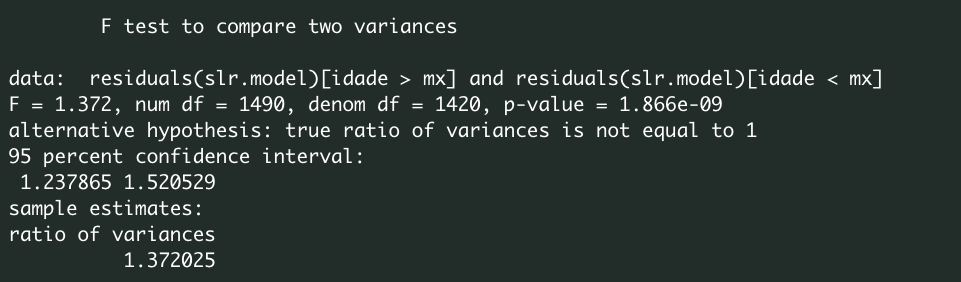 F test to compare two variances
data:  residuals(slr.model)[idade > mx] and residuals(slr.model)[idade < mx]
F = 1.372, num df = 1490, denom df = 1420, p-value = 1.866e-09
alternative hypothesis: true ratio of variances is not equal to 1
95 percent confidence interval:
 1.237865 1.520529
sample estimates:
ratio of variances
          1.372025